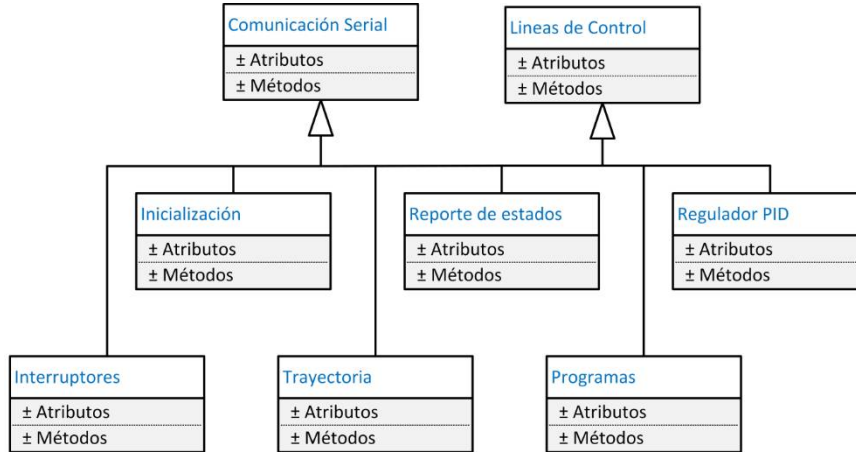 Comunicación Serial
± Atributos
± Métodos
Lineas de Control
± Atributos
± Métodos
Inicialización
± Atributos
± Métodos
Reporte de estados
± Atributos
± Métodos
Regulador PID
± Atributos
± Métodos
Interruptores
± Atributos
± Métodos
Trayectoria
± Atributos
± Métodos
Programas
± Atributos
± Métodos